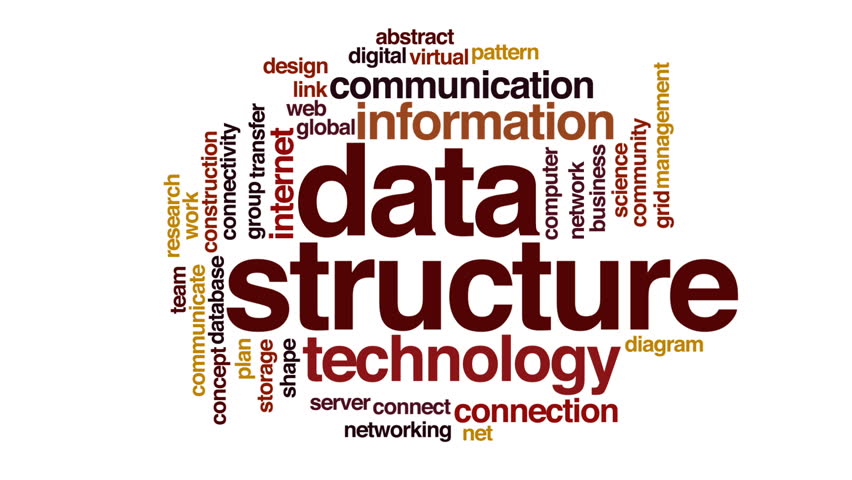 abstract
digital virtual pattern
design
link communication
web
global information
internet
transfer
group
connectivity
construction
work
research
data
computer
network
business
science
community
management
grid
structure
team
communicate
database
concept
plan
storage
shape
technology
diagram
server connect connection
networking net